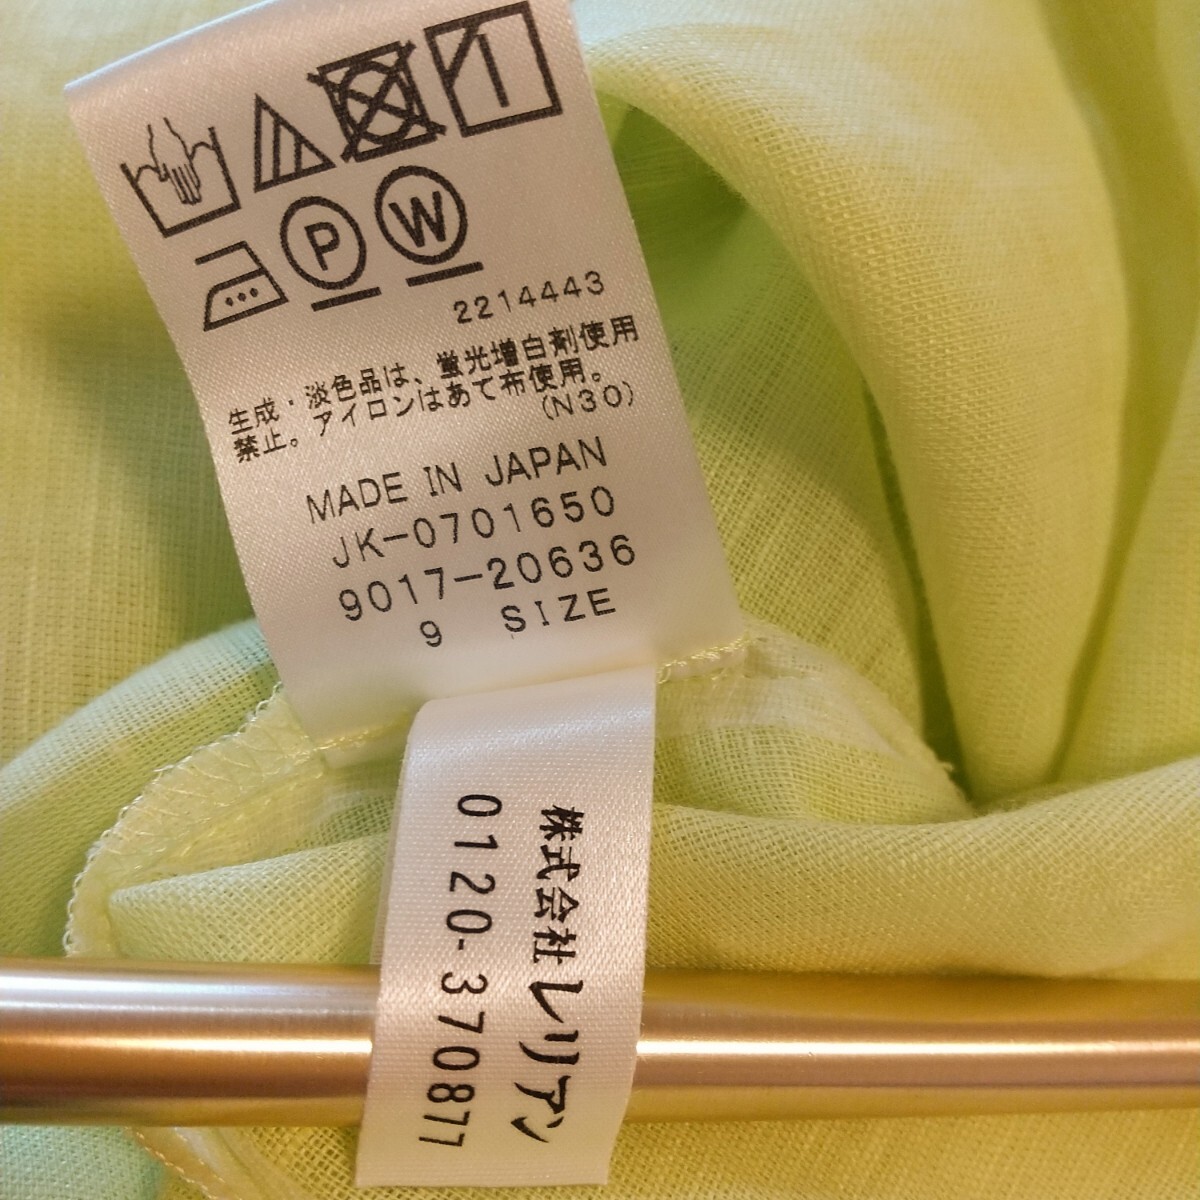 P W
2214443
生成・淡色品は、蛍光増白剤使用
禁止。アイロンはあて布使用。
(N30)
MADE IN JAPAN
JK-0701650
9017-20636
9 SIZE
株式会社レリアン
0120-370877